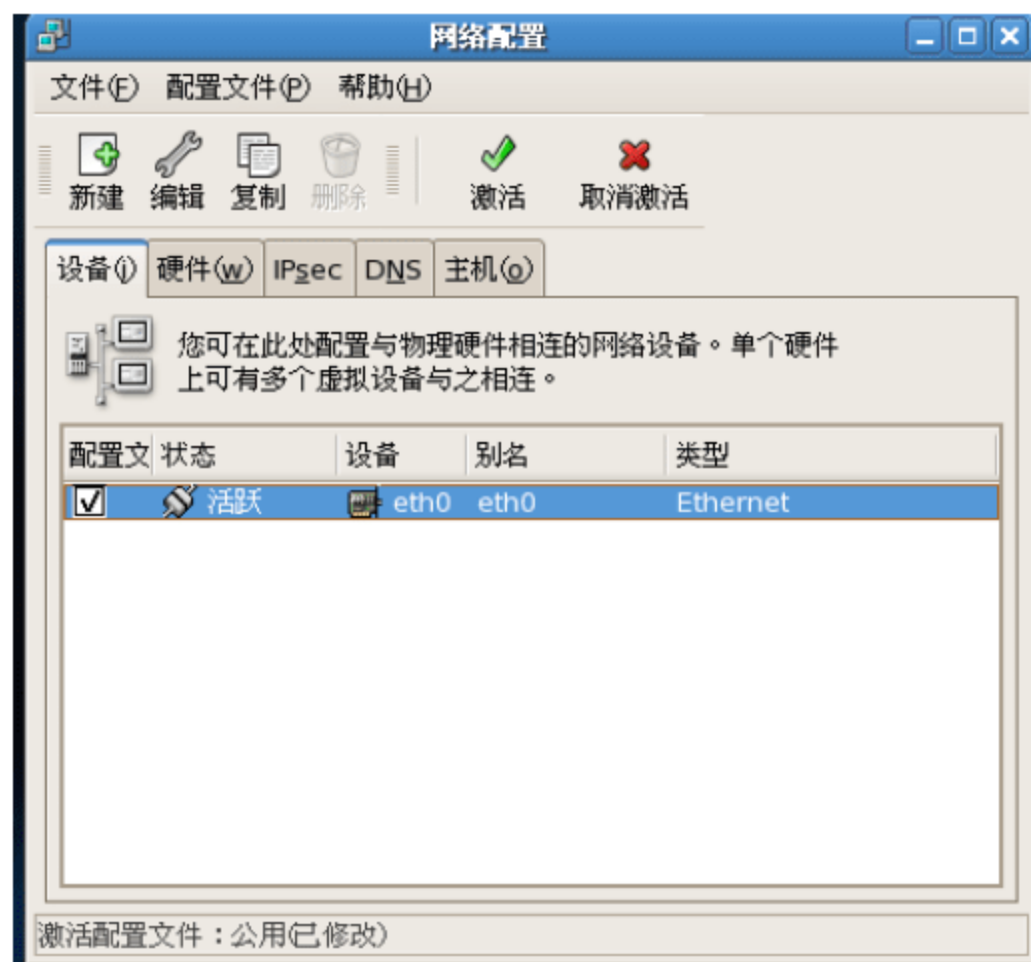 网络配置
文件(F) 配置文件(P) 帮助(H)
新建 编辑 复制 删除 激活 取消激活
设备(i) 硬件(w) IPsec DNS 主机(o)
您可在此处配置与物理硬件相连的网络设备。单个硬件
上可有多个虚拟设备与之相连。
配置文 状态 设备 别名 类型
活跃 eth0 eth0 Ethernet
激活配置文件：公用(已修改)